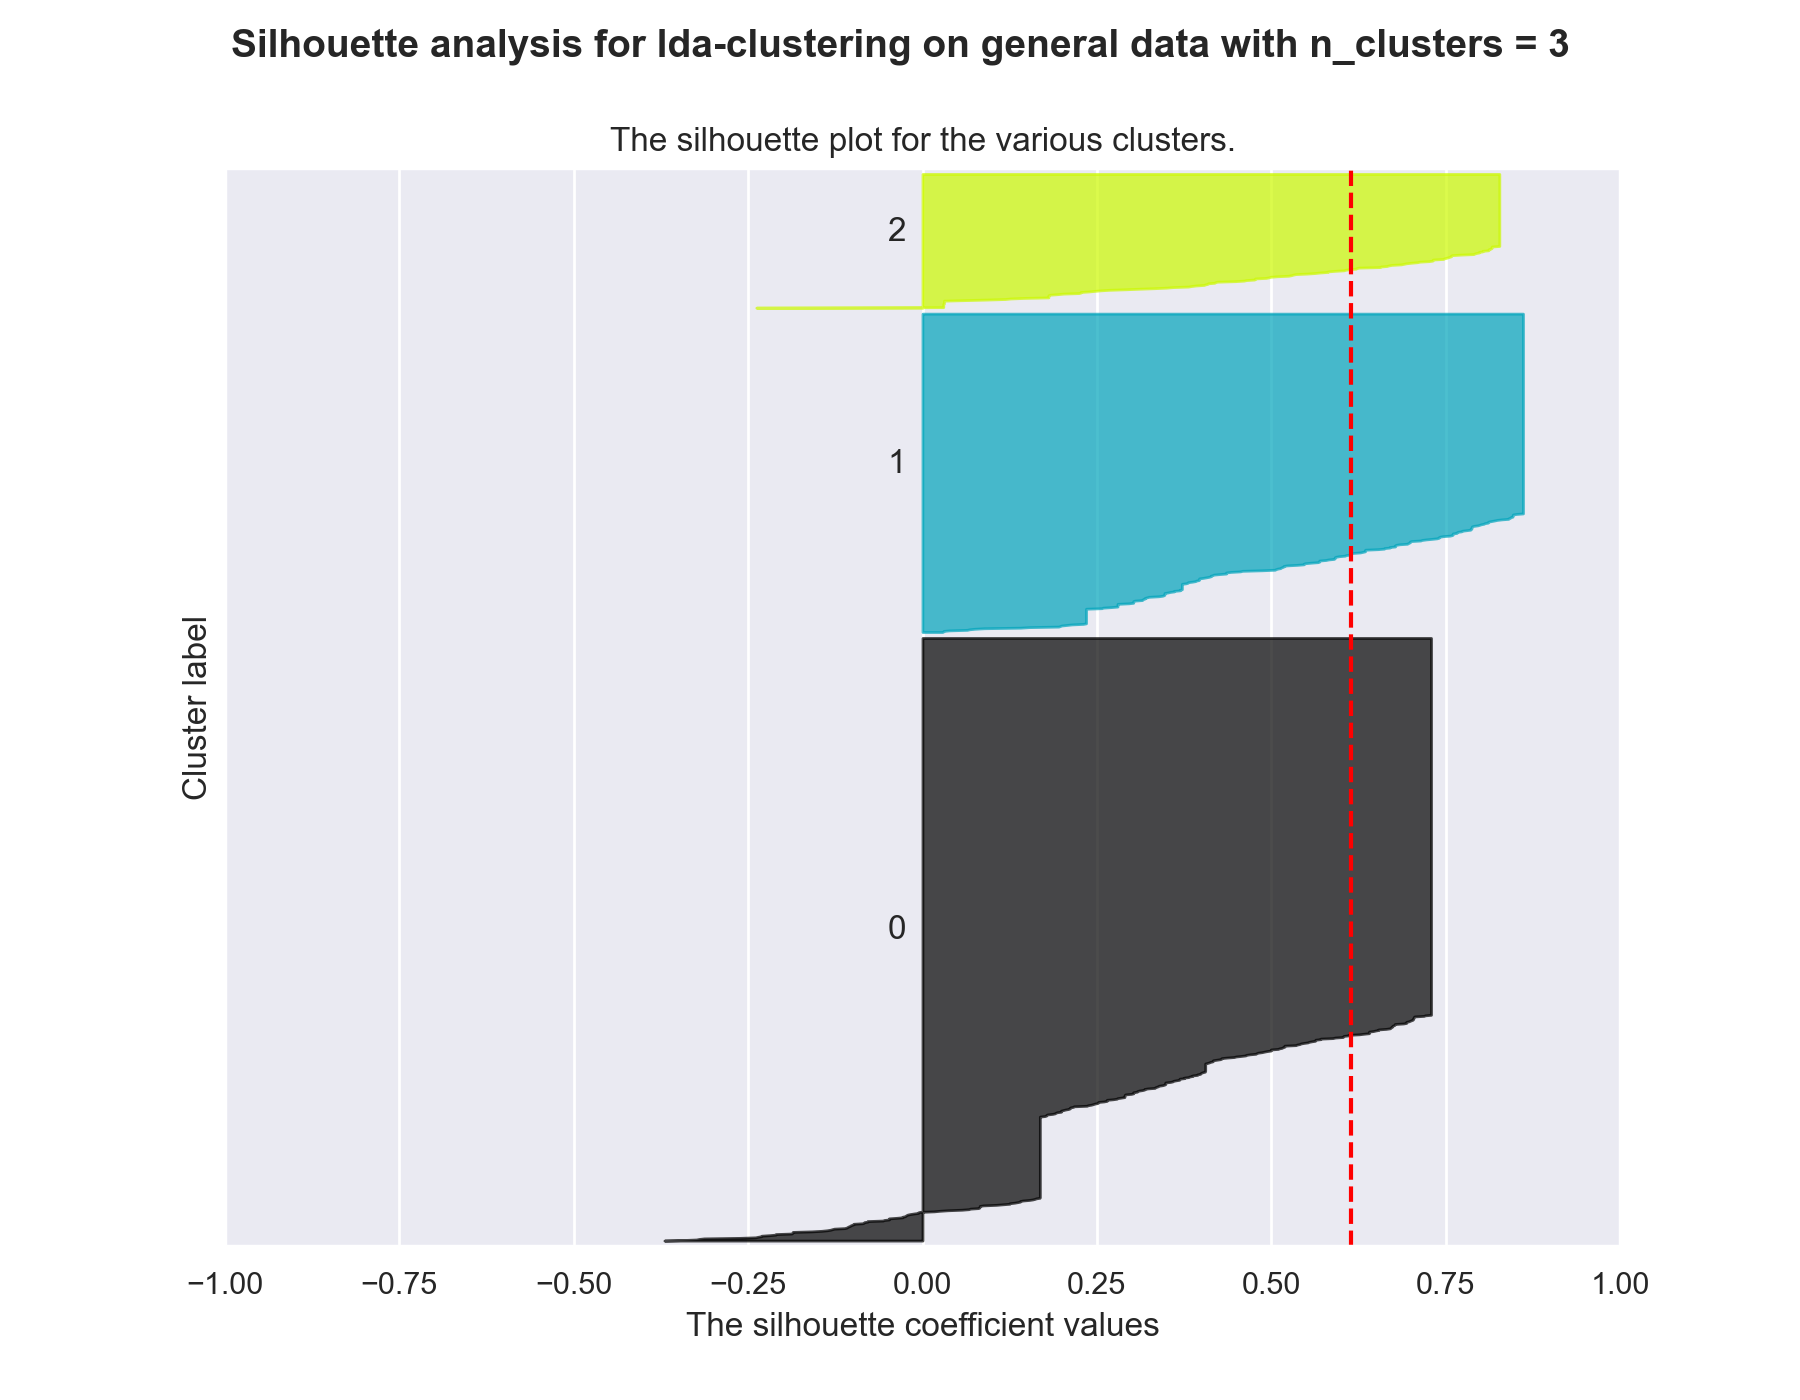 Silhouette analysis for lda-clustering on general data with n_clusters = 3
The silhouette plot for the various clusters.
2
1
0
Cluster label
−1.00 −0.75 −0.50 −0.25 0.00 0.25 0.50 0.75 1.00
The silhouette coefficient values